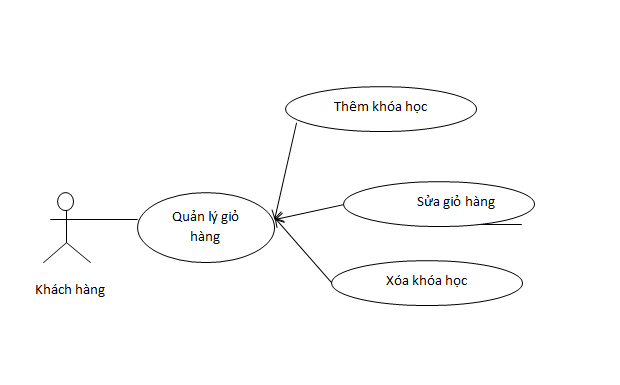 Thêm khóa học
Quản lý giỏ
hàng
Sửa giỏ hàng
Xóa khóa học
Khách hàng